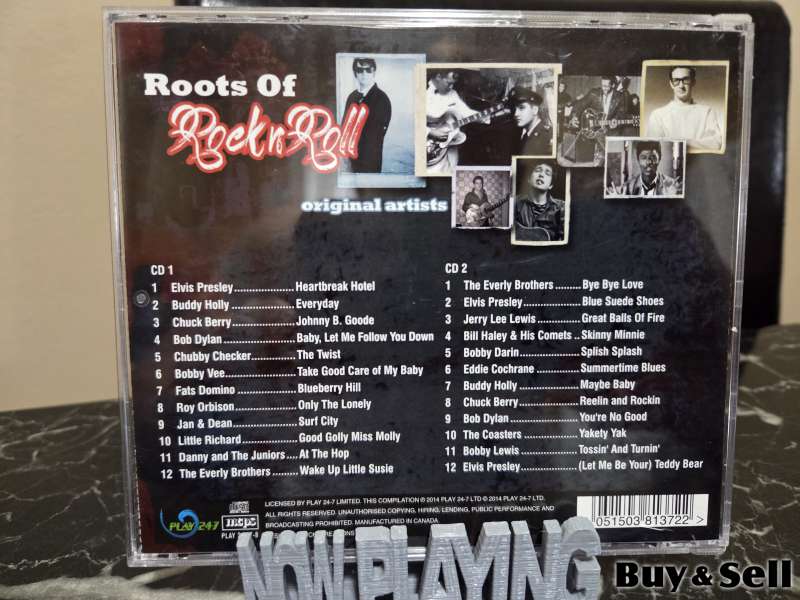 Roots Of
Rock n Roll
original artists
CD 1
1 Elvis Presley.....................Heartbreak Hotel
2 Buddy Holly .....................Everyday
3 Chuck Berry.....................Johnny B. Goode
4 Bob Dylan.....................Baby, Let Me Follow You Down
5 Chubby Checker...............The Twist
6 Bobby Vee.....................Take Good Care of My Baby
7 Fats Domino .....................Blueberry Hill
8 Roy Orbison.....................Only The Lonely
9 Jan & Dean.....................Surf City
10 Little Richard.....................Good Golly Miss Molly
11 Danny and The Juniors....At The Hop
12 The Everly Brothers .........Wake Up Little Susie
CD 2
1 The Everly Brothers .........Bye Bye Love
2 Elvis Presley.....................Blue Suede Shoes
3 Jerry Lee Lewis ...............Great Balls Of Fire
4 Bill Haley & His Comets ..Skinny Minnie
5 Bobby Darin.....................Splish Splash
6 Eddie Cochrane ...............Summertime Blues
7 Buddy Holly.....................Maybe Baby
8 Chuck Berry.....................Reelin and Rockin
9 Bob Dylan.....................You're No Good
10 The Coasters ..................Yakety Yak
11 Bobby Lewis..................Tossin' And Turnin'
12 Elvis Presley..................(Let Me Be Your) Teddy Bear
PLAY 24-7
mcps
PLAY
LICENSED BY PLAY 24-7 LIMITED. THIS COMPILATION ℗ 2014 PLAY 24-7 LTD © 2014 PLAY 24-7 LTD.
ALL RIGHTS RESERVED. UNAUTHORISED COPYING, HIRING, LENDING, PUBLIC PERFORMANCE AND
BROADCASTING PROHIBITED. MANUFACTURED IN CANADA.
051503 813722 >
NOW PLAYING
Buy & Sell